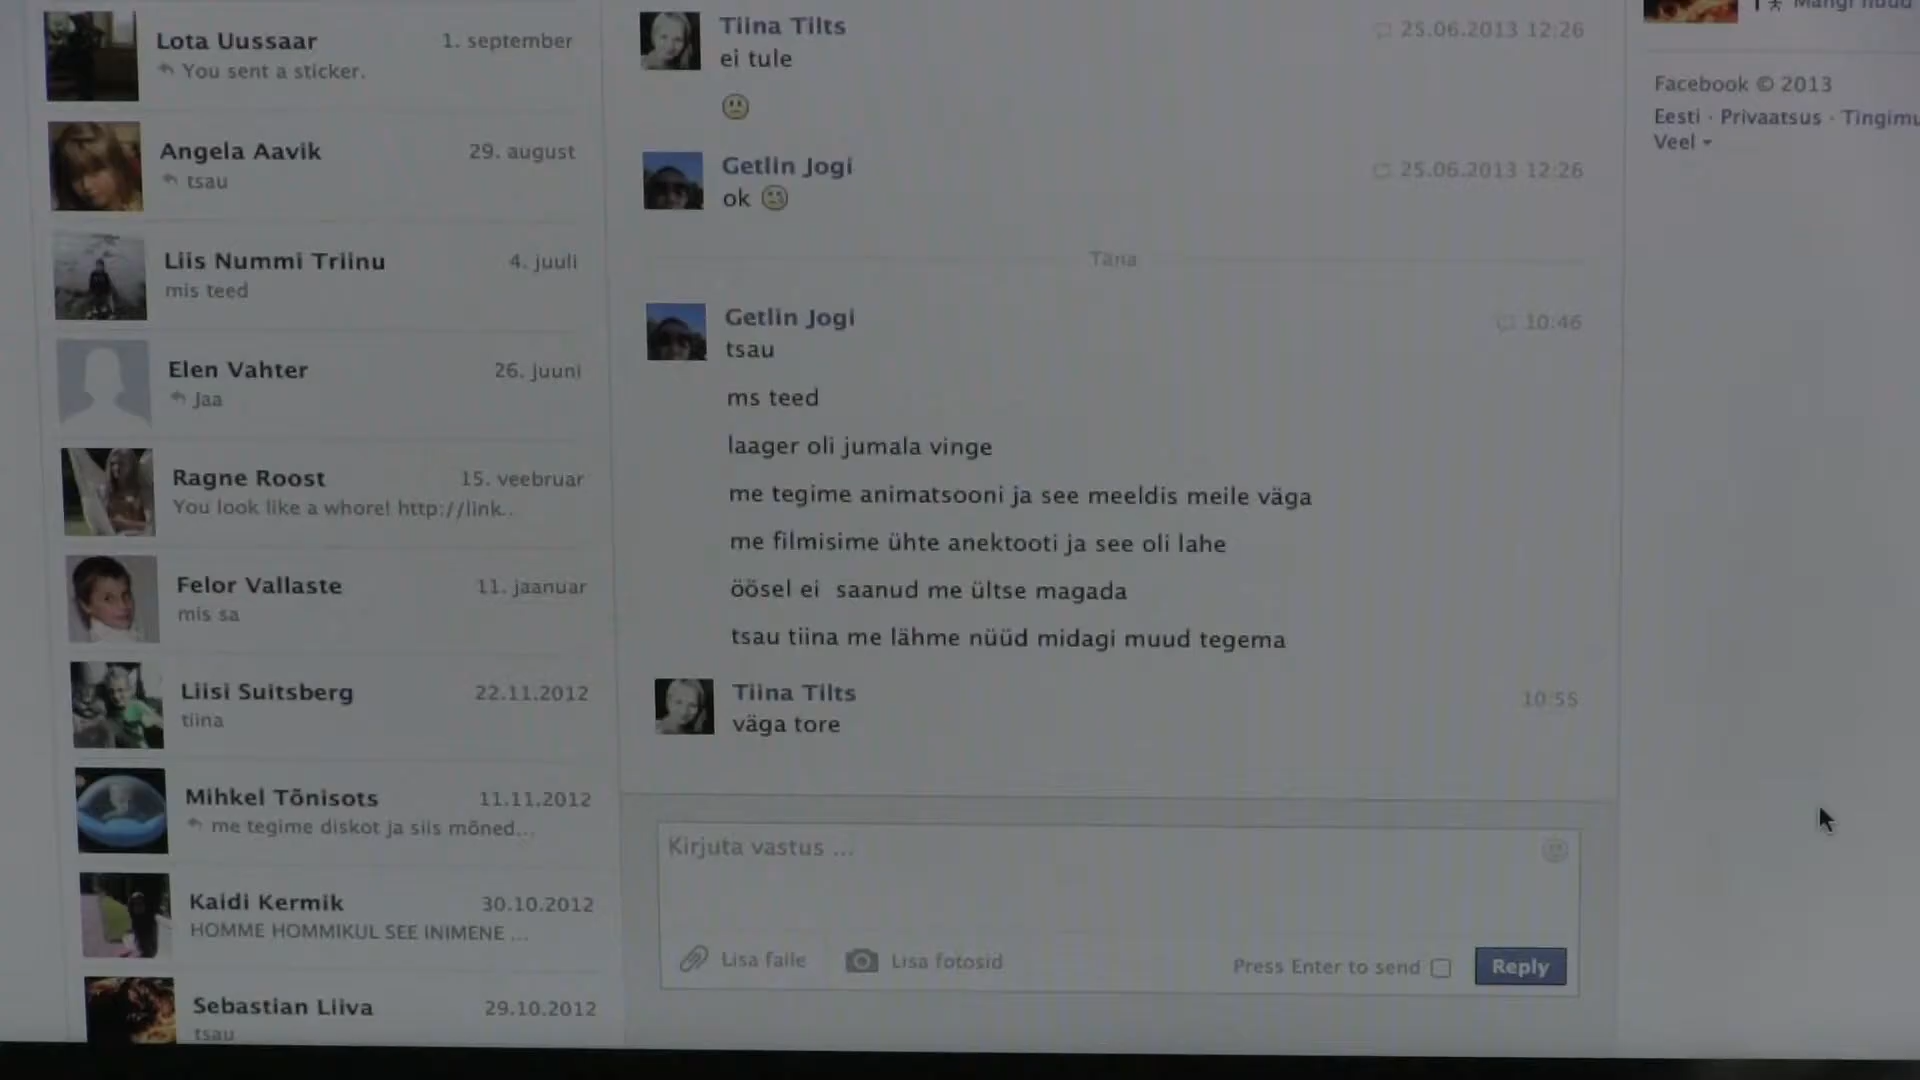 Lota Uussaar
1. september
You sent a sticker.
Angela Aavik
29. august
tsau
Liis Nummi Triinu
4. juuli
mis teed
Elen Vahter
26. juuni
Jaa
Ragne Roost
15. veebruar
You look like a whore! http://link..
Felor Vallaste
11. jaanuar
mis sa
Liisi Suitsberg
22.11.2012
tiina
Mihkel Tõnisots
11.11.2012
me tegime diskot ja siis mõned...
Kaidi Kermik
30.10.2012
HOMME HOMMIKUL SEE INIMENE ...
Sebastian Liiva
29.10.2012
tsau
Tiina Tilts
25.06.2013 12:26
ei tule
Getlin Jogi
25.06.2013 12:26
ok
Täna
Getlin Jogi
10:46
tsau
ms teed
laager oli jumala vinge
me tegime animatsooni ja see meeldis meile väga
me filmisime ühte anektooti ja see oli lahe
öösel ei saanud me ültse magada
tsau tiina me lähme nüüd midagi muud tegema
Tiina Tilts
10:55
väga tore
Kirjuta vastus ...
Lisa faile
Lisa fotosid
Press Enter to send
Reply
Facebook © 2013
Eesti · Privaatsus · Tingimu
Veel